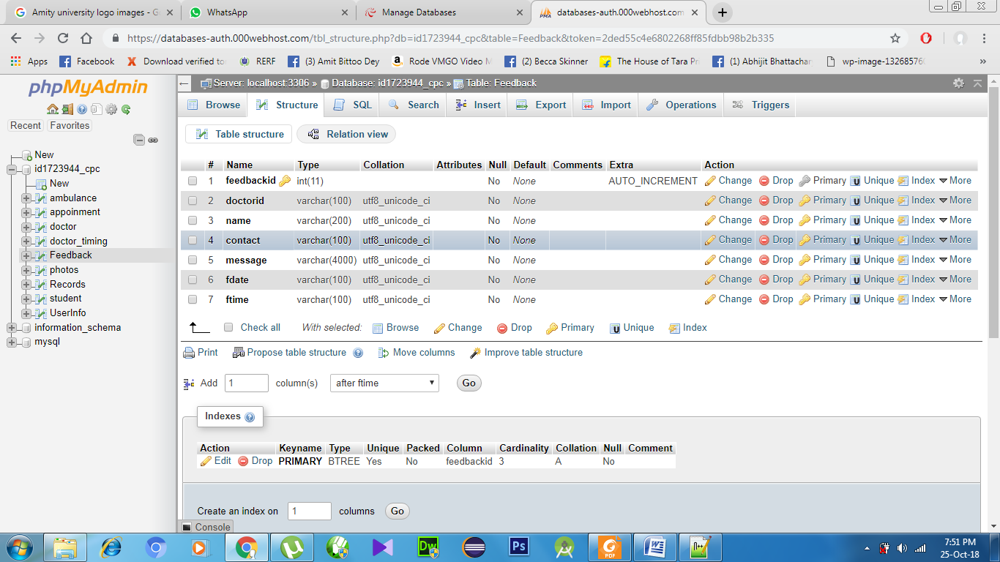 Amity university logo images - G
WhatsApp
Manage Databases
databases-auth.000webhost.com
https://databases-auth.000webhost.com/tbl_structure.php?db=id1723944_cpc&table=Feedback&token=2ded55c4e6802268ff85fdbb98b2b335
Apps Facebook Download verified to RERF (3) Amit Bittoo Dey Rode VMGO Video M (2) Becca Skinner The House of Tara Pr (1) Abhijit Bhattachar wp-image-132685760 »
phpMyAdmin
Recent Favorites
New
id1723944_cpc
New
ambulance
appoinment
doctor
doctor_timing
Feedback
photos
Records
student
UserInfo
information_schema
mysql
Server: localhost:3306 » Database: id1723944_cpc » Table: Feedback
Browse Structure SQL Search Insert Export Import Operations Triggers
Table structure Relation view
# Name Type Collation Attributes Null Default Comments Extra Action
1 feedbackid int(11) No None AUTO_INCREMENT Change Drop Primary Unique Index More
2 doctorid varchar(100) utf8_unicode_ci No None Change Drop Primary Unique Index More
3 name varchar(200) utf8_unicode_ci No None Change Drop Primary Unique Index More
4 contact varchar(100) utf8_unicode_ci No None Change Drop Primary Unique Index More
5 message varchar(4000) utf8_unicode_ci No None Change Drop Primary Unique Index More
6 fdate varchar(100) utf8_unicode_ci No None Change Drop Primary Unique Index More
7 ftime varchar(100) utf8_unicode_ci No None Change Drop Primary Unique Index More
Check all With selected: Browse Change Drop Primary Unique Index
Print Propose table structure Move columns Improve table structure
Add 1 column(s) after ftime Go
Indexes
Action Keyname Type Unique Packed Column Cardinality Collation Null Comment
Edit Drop PRIMARY BTREE Yes No feedbackid 3 A No
Create an index on 1 columns Go
Console
Dw Ps PDF W N++
7:51 PM
25-Oct-18